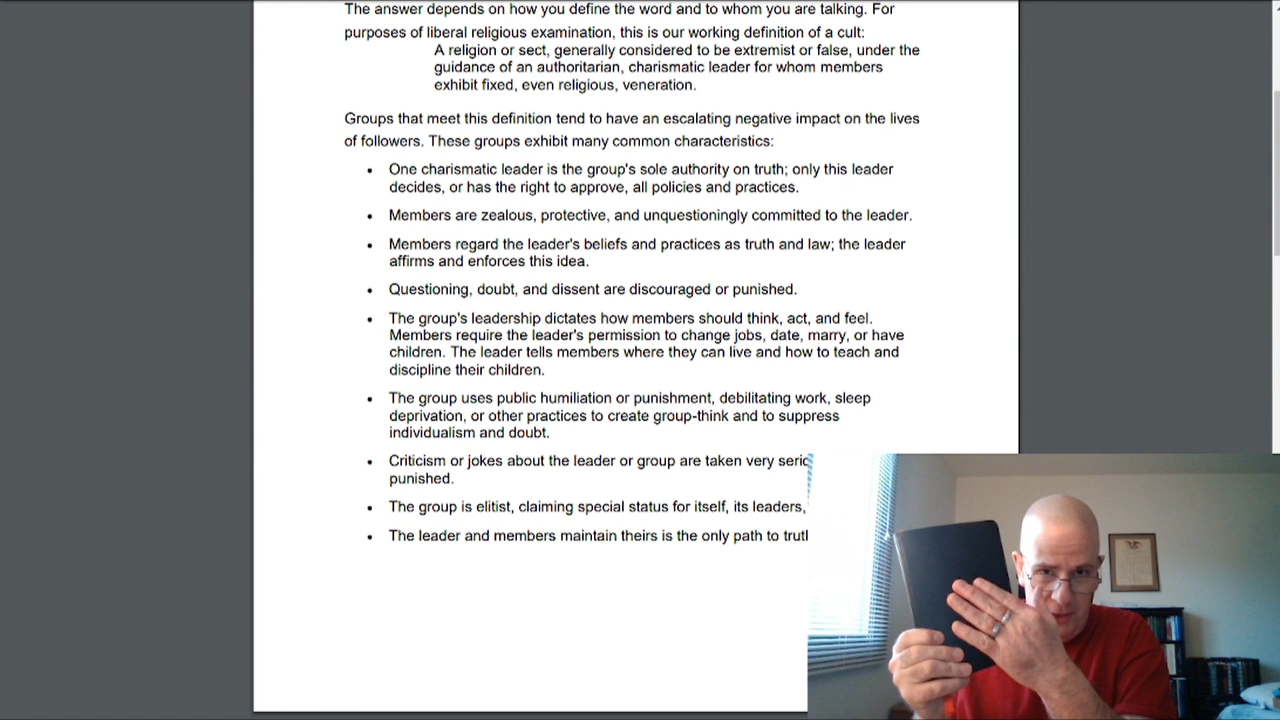 The answer depends on how you define the word and to whom you are talking. For
purposes of liberal religious examination, this is our working definition of a cult:
A religion or sect, generally considered to be extremist or false, under the
guidance of an authoritarian, charismatic leader for whom members
exhibit fixed, even religious, veneration.
Groups that meet this definition tend to have an escalating negative impact on the lives
of followers. These groups exhibit many common characteristics:
• One charismatic leader is the group's sole authority on truth; only this leader
decides, or has the right to approve, all policies and practices.
• Members are zealous, protective, and unquestioningly committed to the leader.
• Members regard the leader's beliefs and practices as truth and law; the leader
affirms and enforces this idea.
• Questioning, doubt, and dissent are discouraged or punished.
• The group's leadership dictates how members should think, act, and feel.
Members require the leader's permission to change jobs, date, marry, or have
children. The leader tells members where they can live and how to teach and
discipline their children.
• The group uses public humiliation or punishment, debilitating work, sleep
deprivation, or other practices to create group-think and to suppress
individualism and doubt.
• Criticism or jokes about the leader or group are taken very
punished.
• The group is elitist, claiming special status for itself, its leaders,
• The leader and members maintain theirs is the only path to